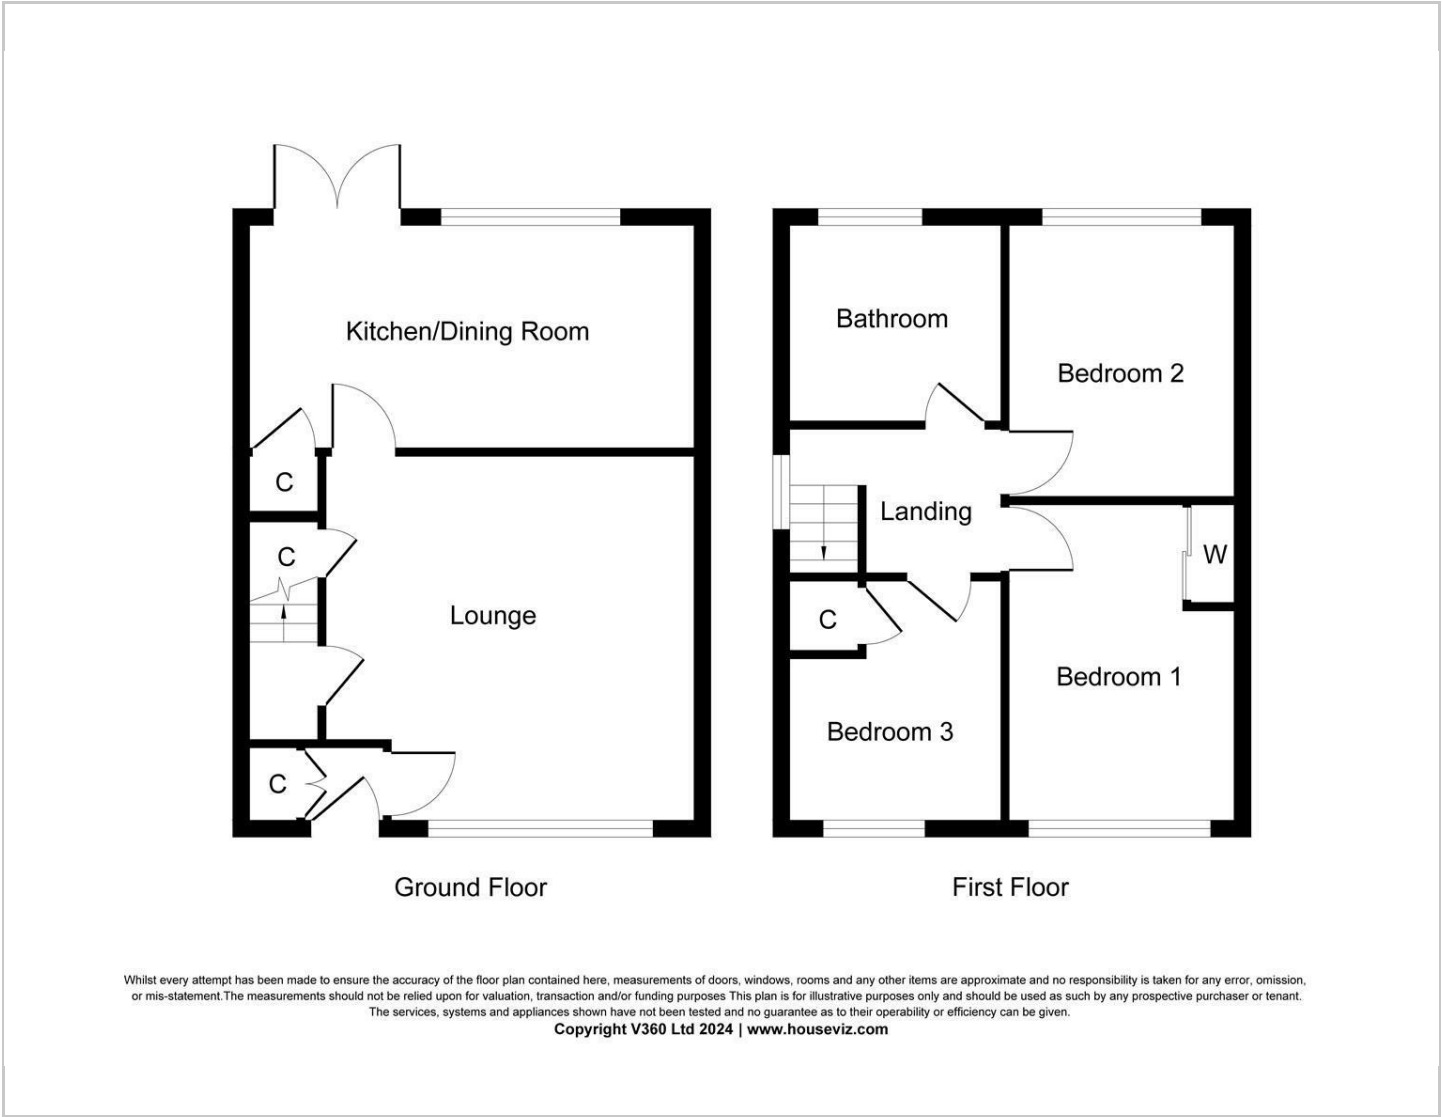 Kitchen/Dining Room
C
C
Lounge
C
Ground Floor
Bathroom
Bedroom 2
Landing
W
C
Bedroom 1
Bedroom 3
First Floor
Whilst every attempt has been made to ensure the accuracy of the floor plan contained here, measurements of doors, windows, rooms and any other items are approximate and no responsibility is taken for any error, omission,
or mis-statement.The measurements should not be relied upon for valuation, transaction and/or funding purposes This plan is for illustrative purposes only and should be used as such by any prospective purchaser or tenant.
The services, systems and appliances shown have not been tested and no guarantee as to their operability or efficiency can be given.
Copyright V360 Ltd 2024 | www.houseviz.com